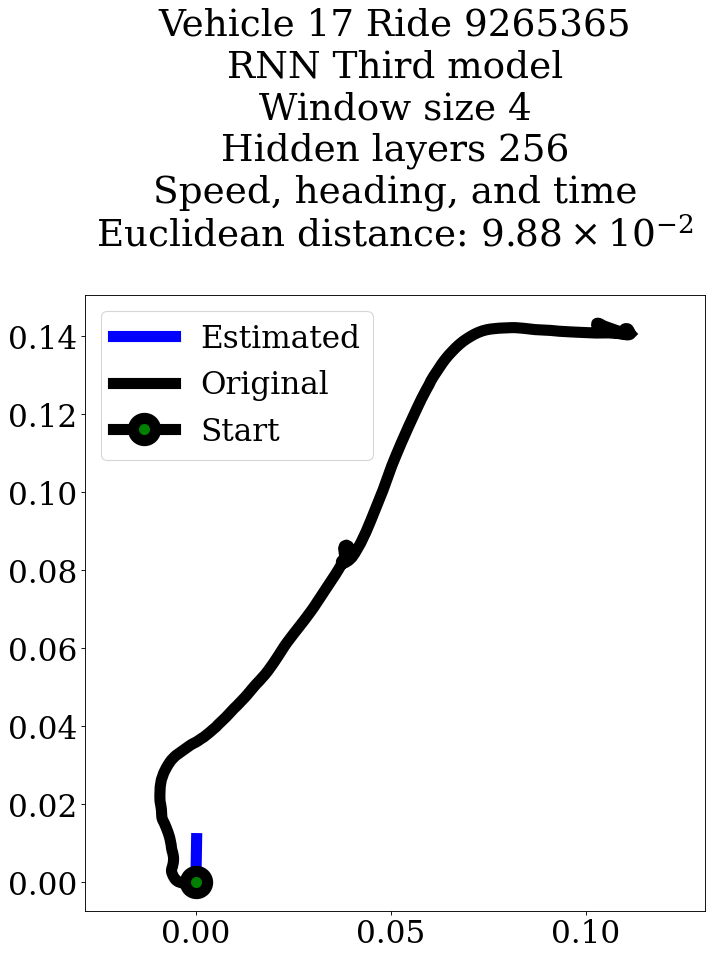 Vehicle 17 Ride 9265365
RNN Third model
Window size 4
Hidden layers 256
Speed, heading, and time
Euclidean distance: 9.88 × 10⁻²
Estimated
Original
Start
0.14
0.12
0.10
0.08
0.06
0.04
0.02
0.00
0.00 0.05 0.10